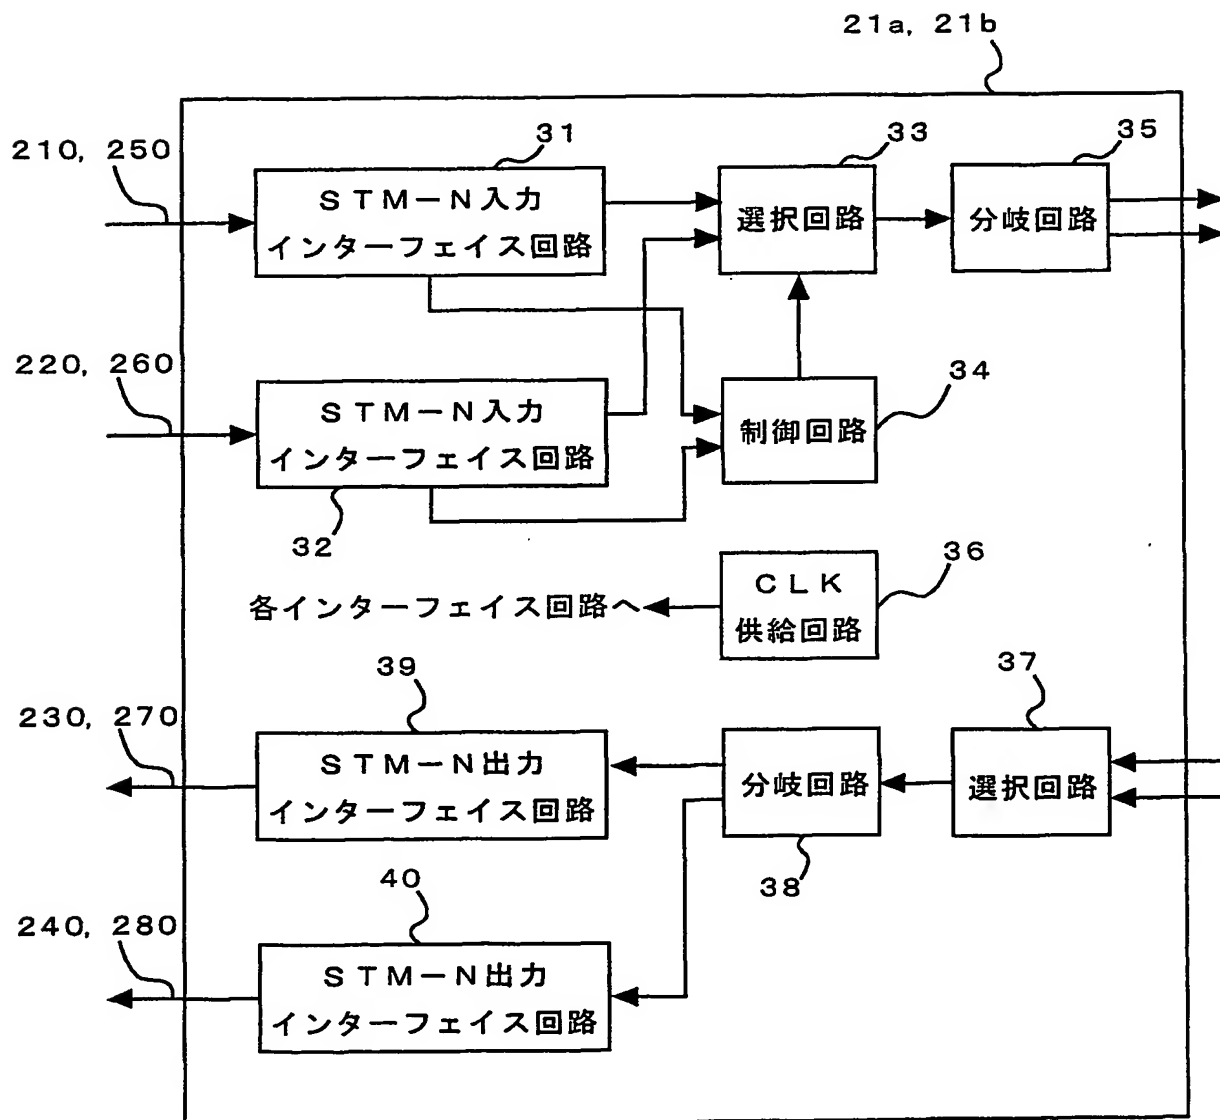 21a, 21b
31
33
35
210, 250
STM－N入力
インターフェイス回路
選択回路
分岐回路
220, 260
34
STM－N入力
インターフェイス回路
制御回路
32
36
CLK
供給回路
各インターフェイス回路へ
39
37
230, 270
STM－N出力
インターフェイス回路
分岐回路
選択回路
38
40
240, 280
STM－N出力
インターフェイス回路